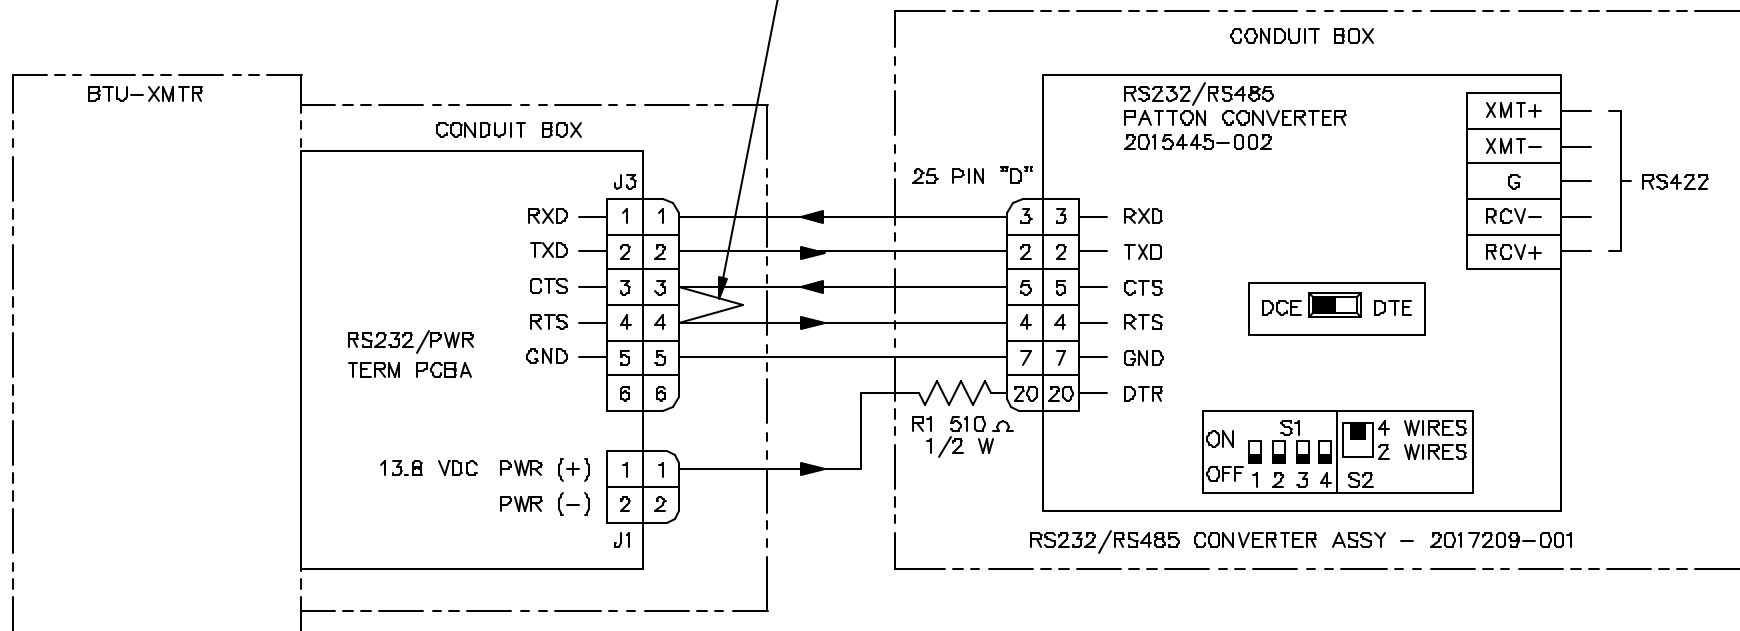 BTU-XMTR
CONDUIT BOX
RS232/PWR
TERM PCBA
J3
RXD 1 1
TXD 2 2
CTS 3 3
RTS 4 4
GND 5 5
6 6
13.8 VDC PWR (+) 1 1
PWR (-) 2 2
J1
CONDUIT BOX
RS232/RS485
PATTON CONVERTER
2015445-002
25 PIN "D"
3 3 RXD
2 2 TXD
5 5 CTS
4 4 RTS
7 7 GND
20 20 DTR
R1 510 Ω
1/2 W
XMT+
XMT-
G
RCV-
RCV+
RS422
DCE DTE
S1
ON
OFF 1 2 3 4
4 WIRES
2 WIRES
S2
RS232/RS485 CONVERTER ASSY - 2017209-001